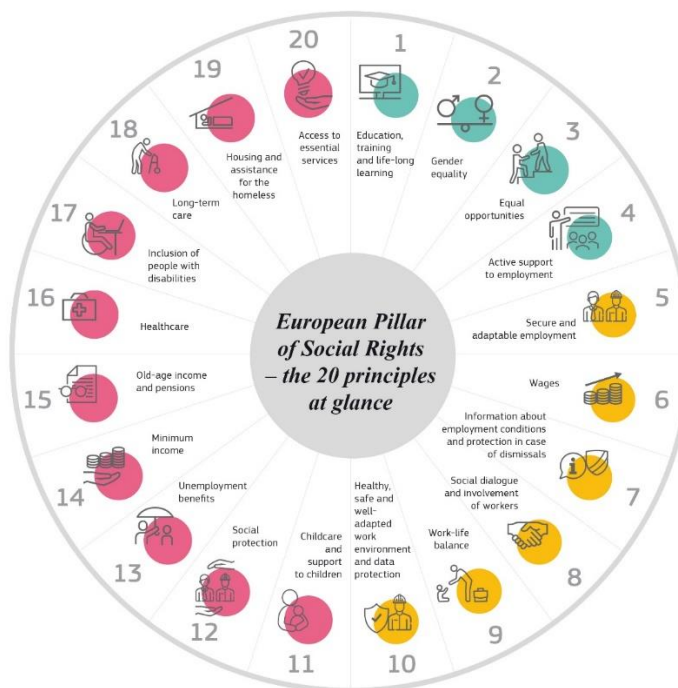 European Pillar
of Social Rights
– the 20 principles
at glance
1
Education,
training
and life-long
learning
2
Gender
equality
3
Equal
opportunities
4
Active support
to employment
5
Secure and
adaptable employment
6
Wages
7
Information about
employment conditions
and protection in case
of dismissals
8
Social dialogue
and involvement
of workers
9
Work-life
balance
10
Healthy,
safe and
well-
adapted
work
environment
and data
protection
11
Childcare
and
support
to children
12
Social
protection
13
Unemployment
benefits
14
Minimum
income
15
Old-age income
and pensions
16
Healthcare
17
Inclusion of
people with
disabilities
18
Long-term
care
19
Housing and
assistance
for the
homeless
20
Access to
essential
services